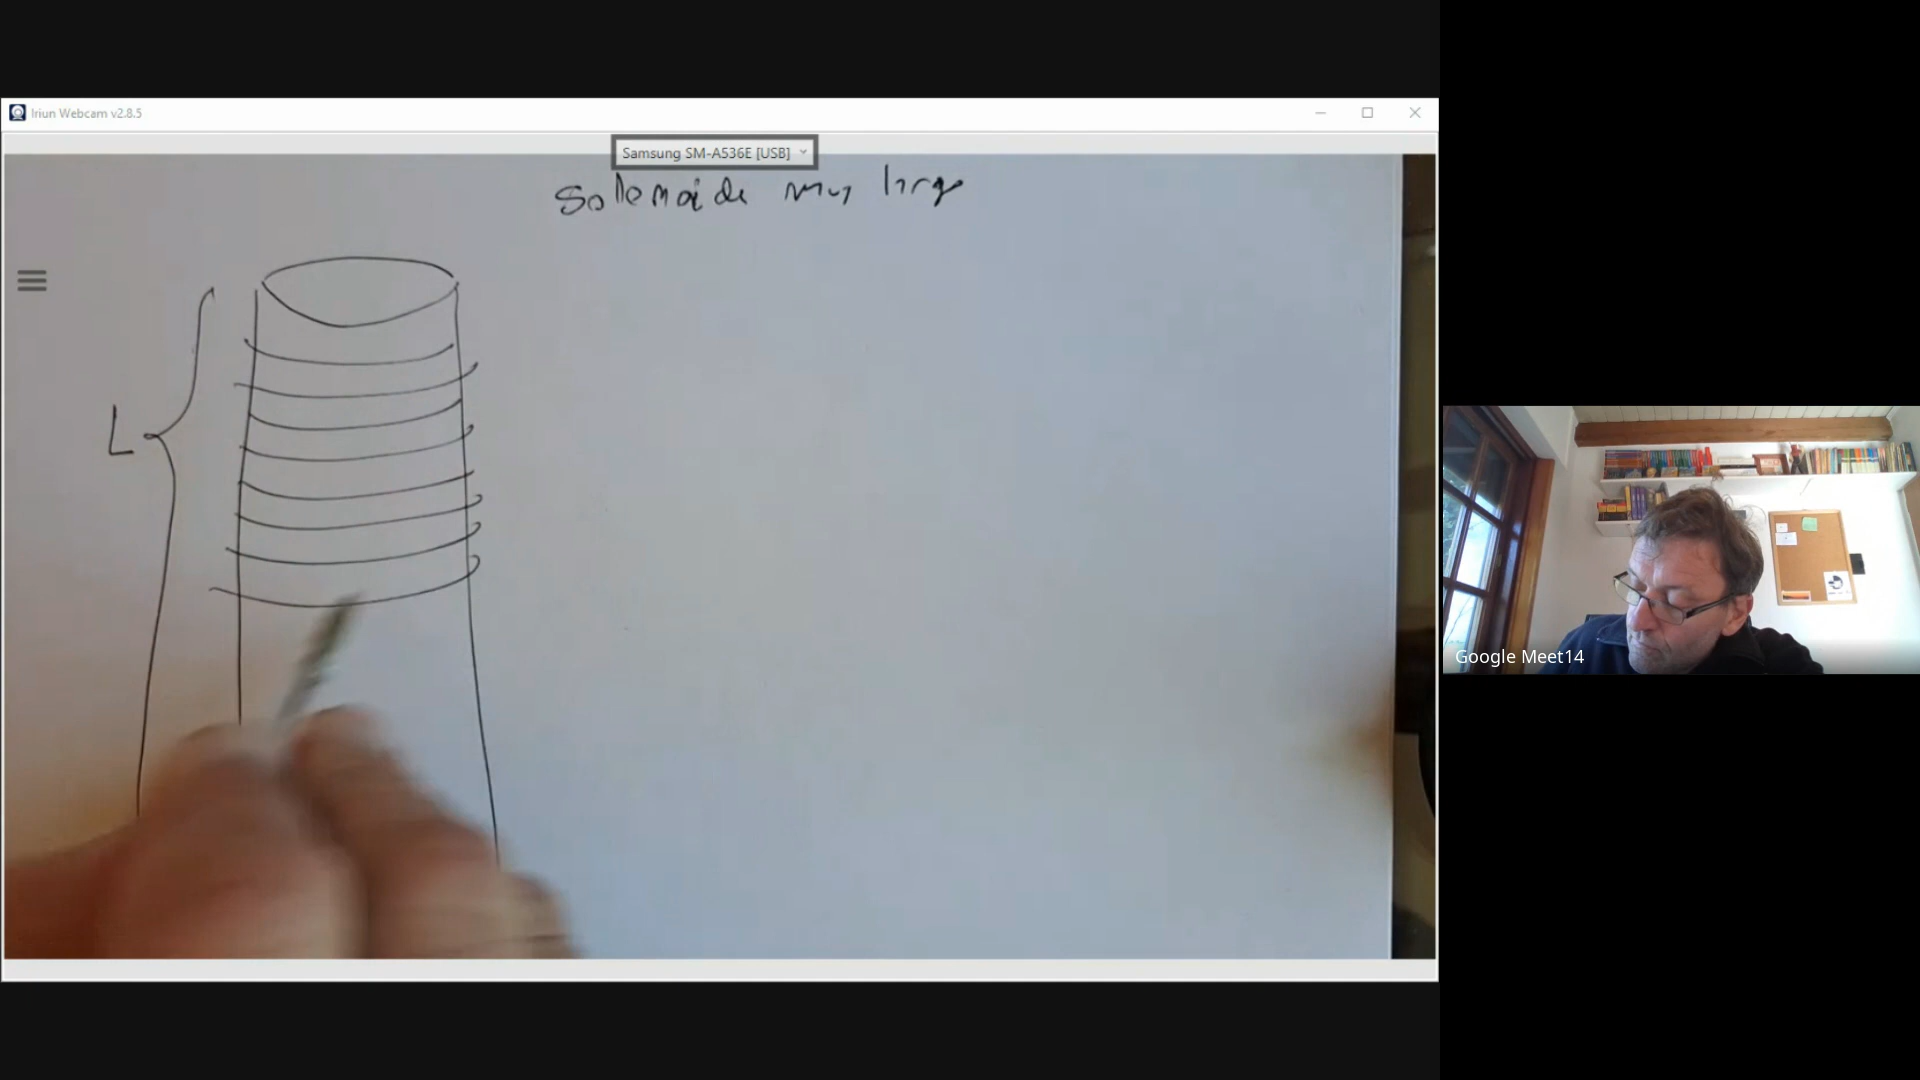 Iriun Webcam v2.8.5
Samsung SM-A536E [USB]
Solenoide muy largo
L
Google Meet14